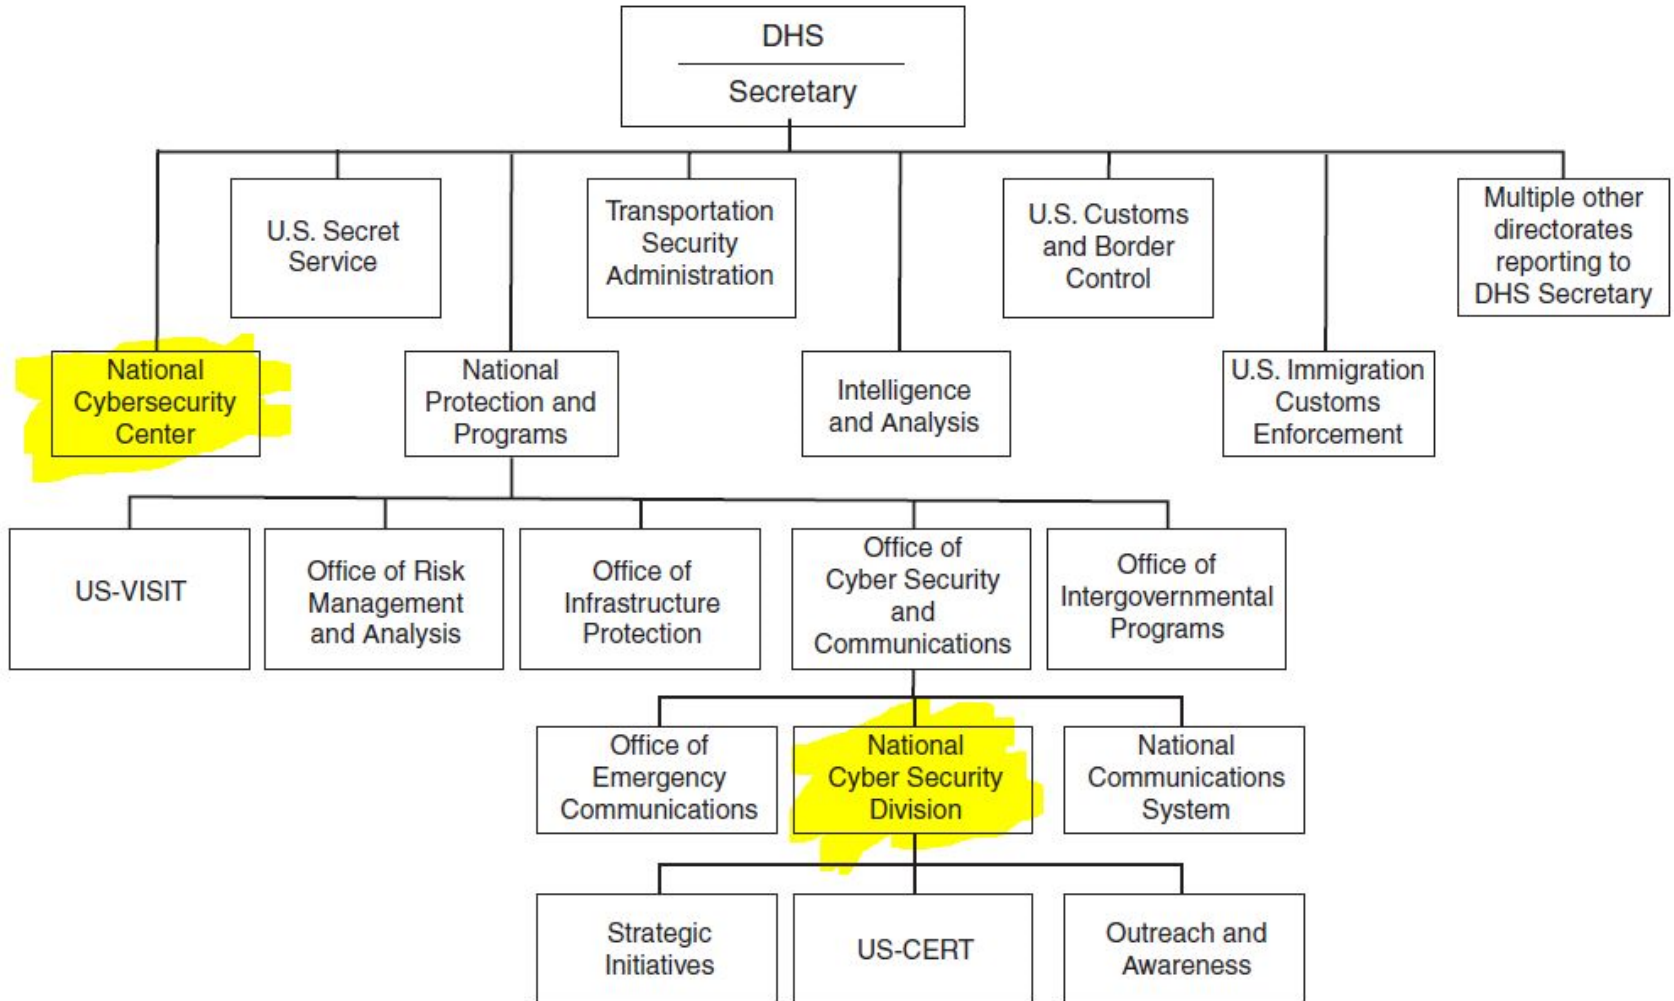 DHS
Secretary
U.S. Secret
Service
Transportation
Security
Administration
U.S. Customs
and Border
Control
Multiple other
directorates
reporting to
DHS Secretary
National
Cybersecurity
Center
National
Protection and
Programs
Intelligence
and Analysis
U.S. Immigration
Customs
Enforcement
US-VISIT
Office of Risk
Management
and Analysis
Office of
Infrastructure
Protection
Office of
Cyber Security
and
Communications
Office of
Intergovernmental
Programs
Office of
Emergency
Communications
National
Cyber Security
Division
National
Communications
System
Strategic
Initiatives
US-CERT
Outreach and
Awareness